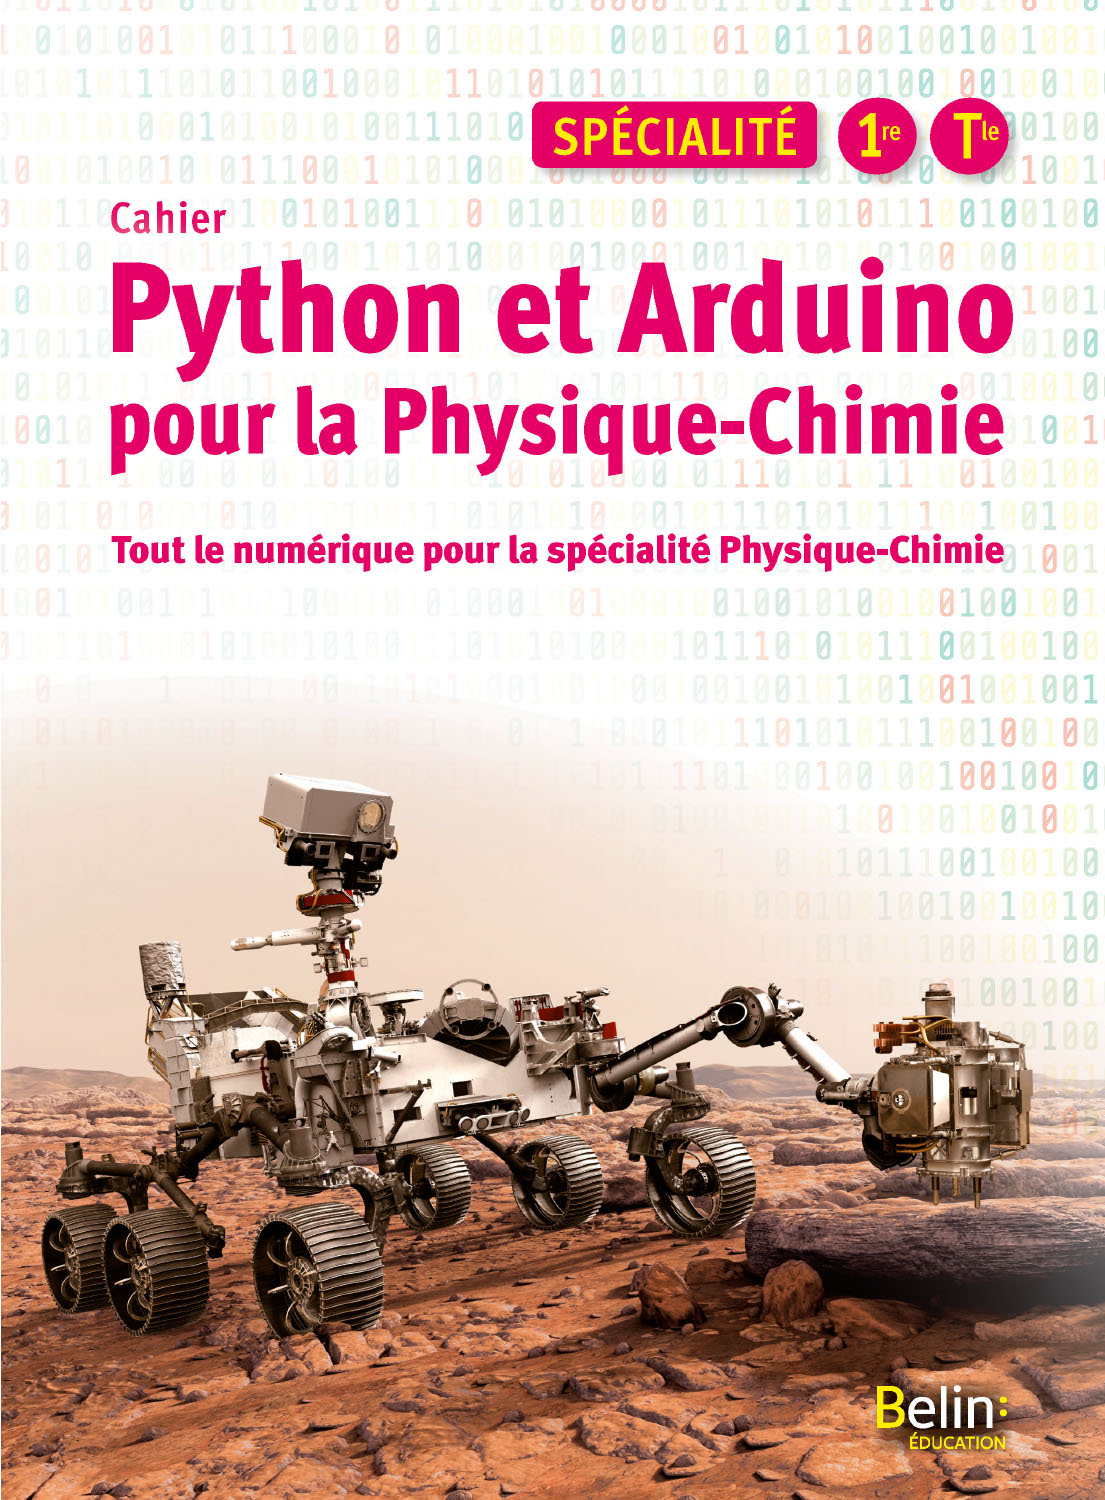 SPÉCIALITÉ 1re Tle
Cahier
Python et Arduino
pour la Physique-Chimie
Tout le numérique pour la spécialité Physique-Chimie
Belin:
ÉDUCATION